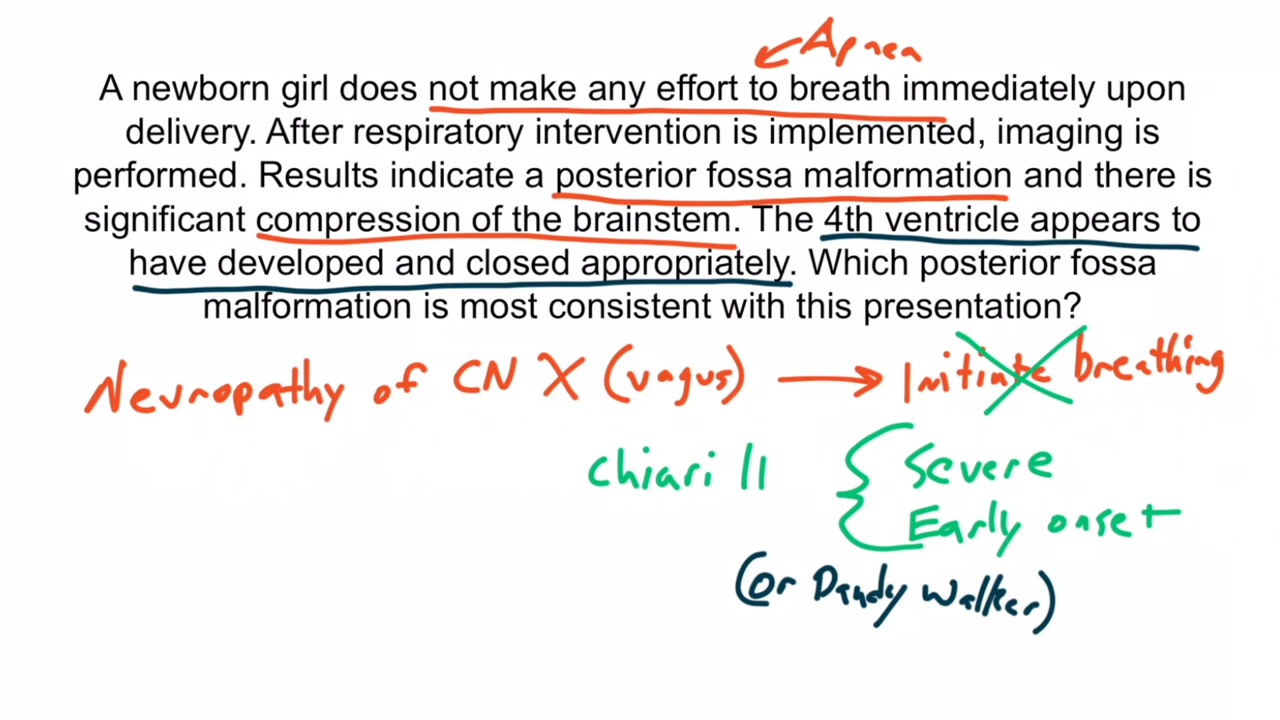 Apnea
A newborn girl does not make any effort to breath immediately upon
delivery. After respiratory intervention is implemented, imaging is
performed. Results indicate a posterior fossa malformation and there is
significant compression of the brainstem. The 4th ventricle appears to
have developed and closed appropriately. Which posterior fossa
malformation is most consistent with this presentation?
Neuropathy of CN X (vagus) → Initiate breathing
Chiari II { Severe
Early onset
(or Dandy Walker)